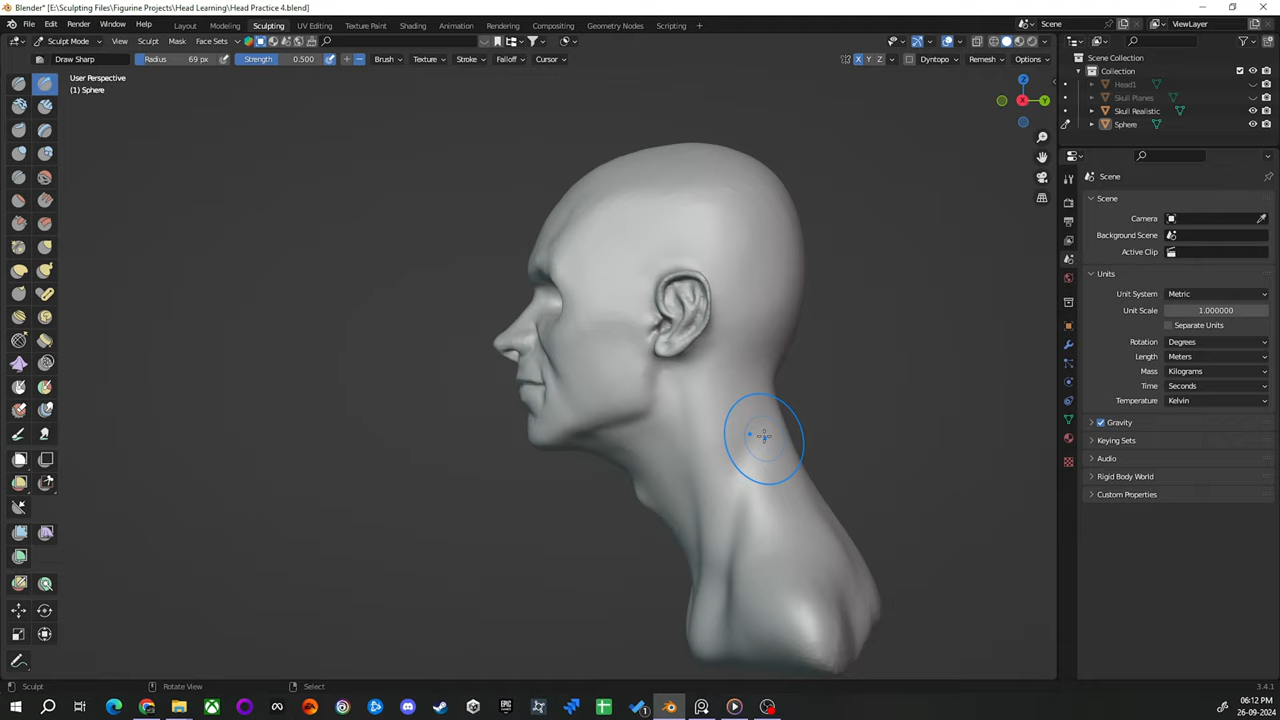 Blender* [E:\Sculpting Files\Figurine Projects\Head Learning\Head Practice 4.blend]
File Edit Render Window Help Layout Modeling Sculpting UV Editing Texture Paint Shading Animation Rendering Compositing Geometry Nodes Scripting Scene ViewLayer
Sculpt Mode View Sculpt Mask Face Sets
Draw Sharp Radius 69 px Strength 0.500 Brush Texture Stroke Falloff Cursor X Y Z Dyntopo Remesh Options
User Perspective
(1) Sphere
Z
X
Y
Scene Collection
Collection
Head1
Skull Planes
Skull Realistic
Sphere
Scene
Scene
Camera
Background Scene
Active Clip
Units
Unit System Metric
Unit Scale 1.000000
Separate Units
Rotation Degrees
Length Meters
Mass Kilograms
Time Seconds
Temperature Kelvin
Gravity
Keying Sets
Audio
Rigid Body World
Custom Properties
Sculpt Rotate View Select 3.4.1
06:12 PM
26-09-2024